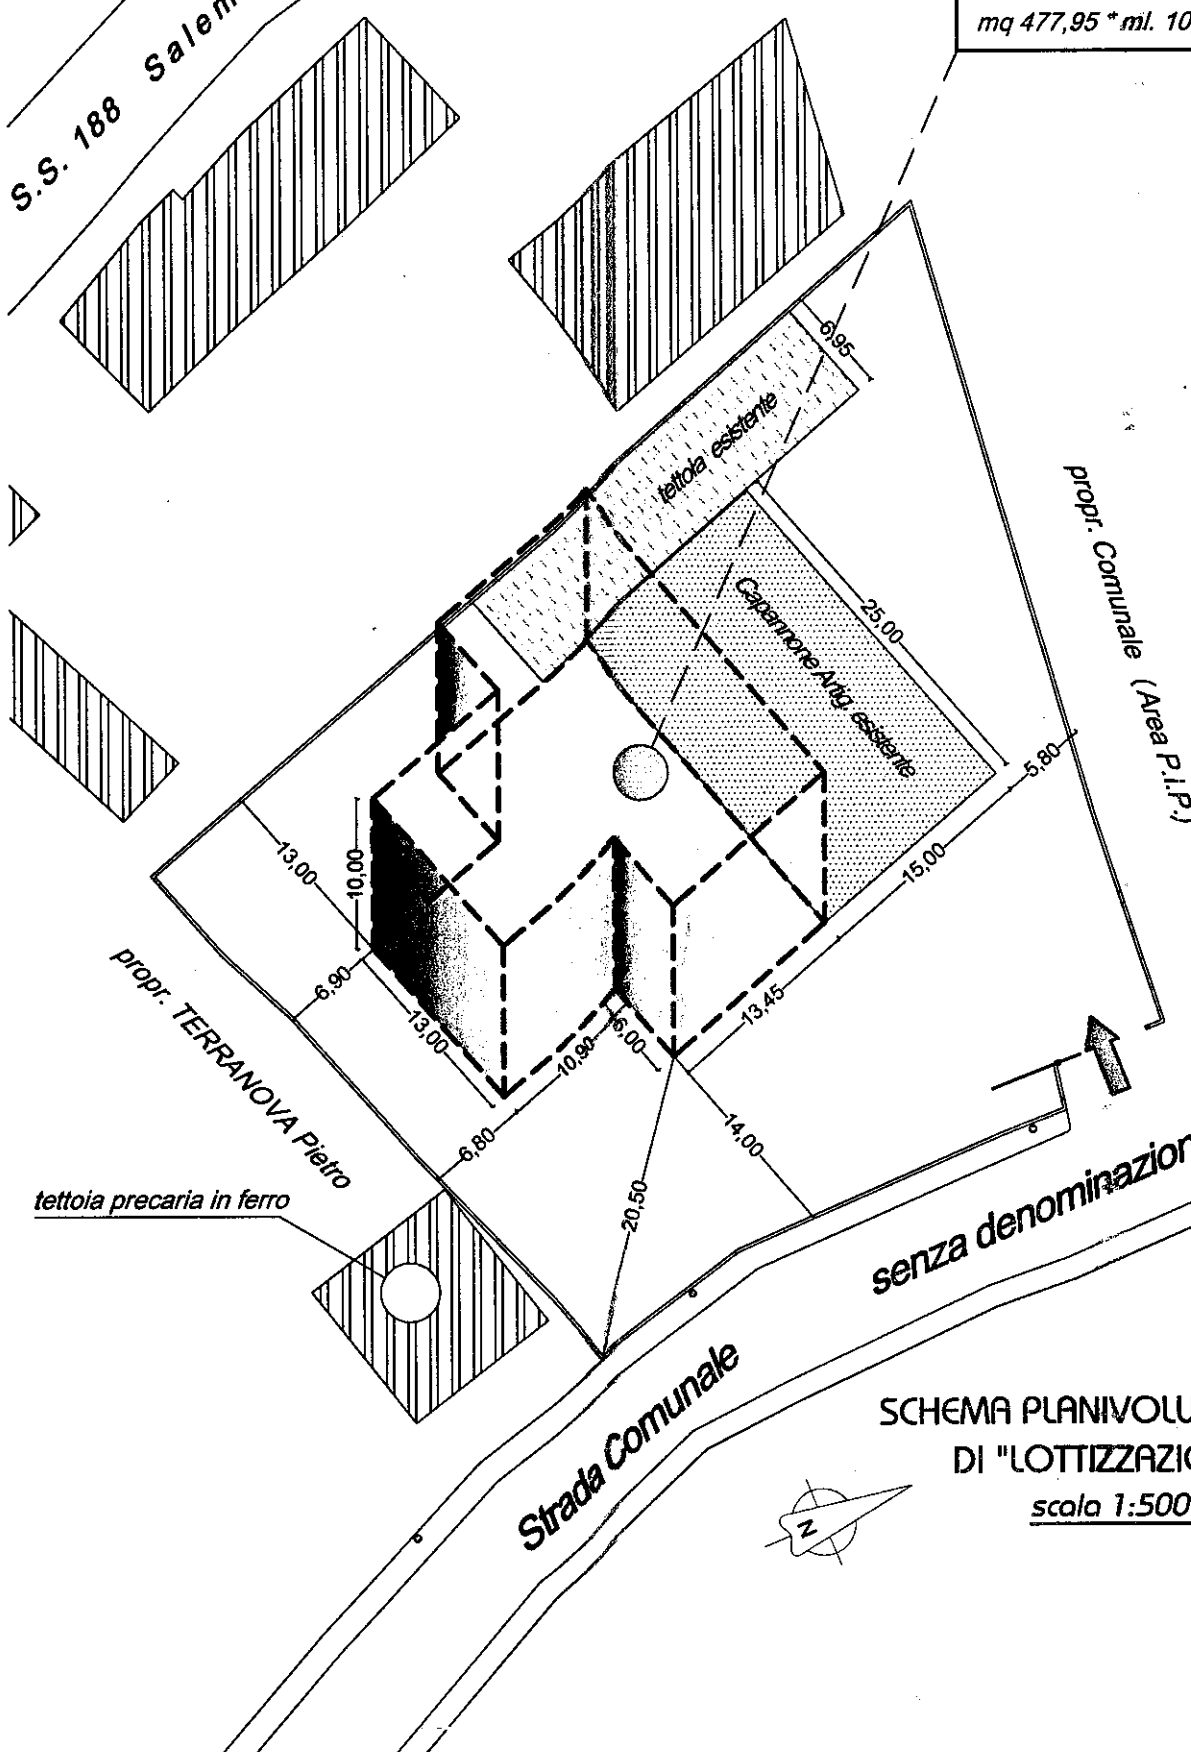 mq 477,95 * ml. 10
S.S. 188 Salem
6,95
tettoia esistente
propr. Comunale (Area P.I.P.)
Capannone Artig. esistente
25,00
5,80
15,00
13,00
10,00
6,90
13,00
propr. TERRANOVA Pietro
10,90
6,00
13,45
6,80
14,00
20,50
tettoia precaria in ferro
senza denominazion
Strada Comunale
SCHEMA PLANIVOLU
DI "LOTTIZZAZIO
scala 1:500
N